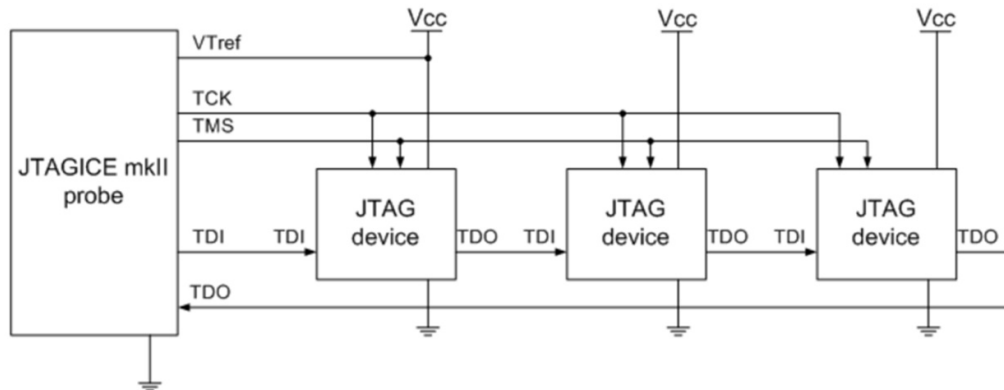 Vcc Vcc Vcc
VTref
TCK
TMS
JTAGICE mkII
probe
JTAG
device
JTAG
device
JTAG
device
TDI TDI TDO TDI TDO TDI TDO
TDO